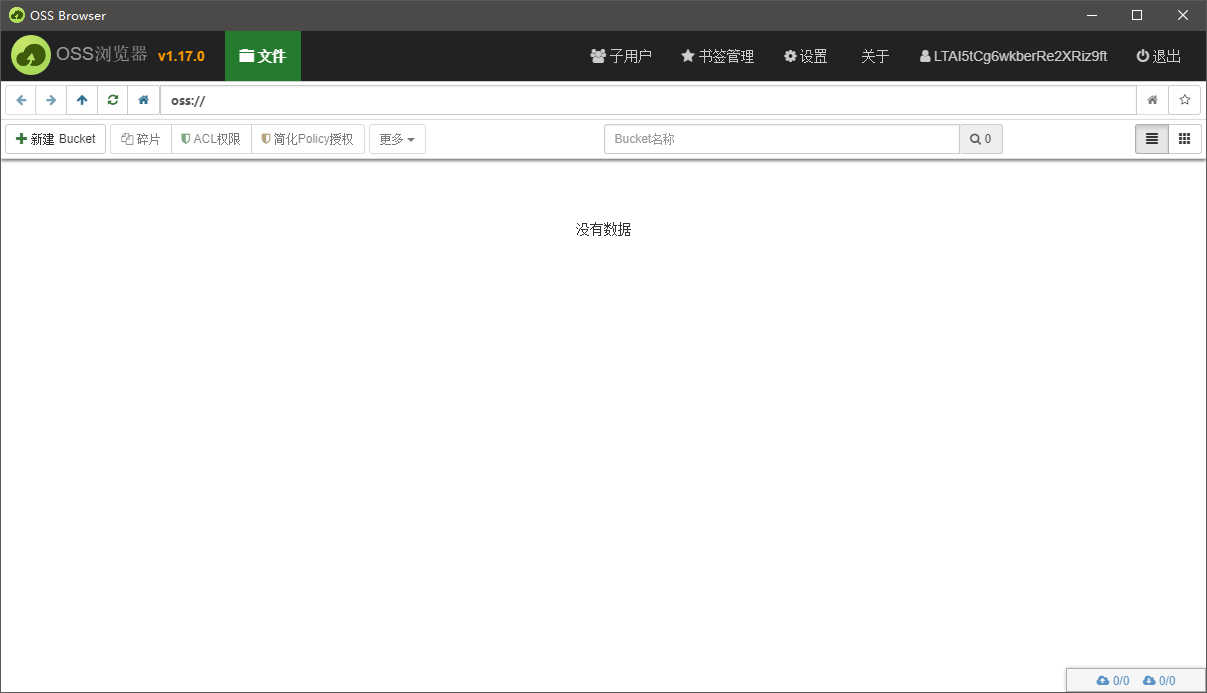 OSS Browser
OSS浏览器 v1.17.0 文件 子用户 书签管理 设置 关于 LTAI5tCg6wkberRe2XRiz9ft 退出
oss://
新建 Bucket 碎片 ACL权限 简化Policy授权 更多 Bucket名称 0
没有数据
0/0 0/0